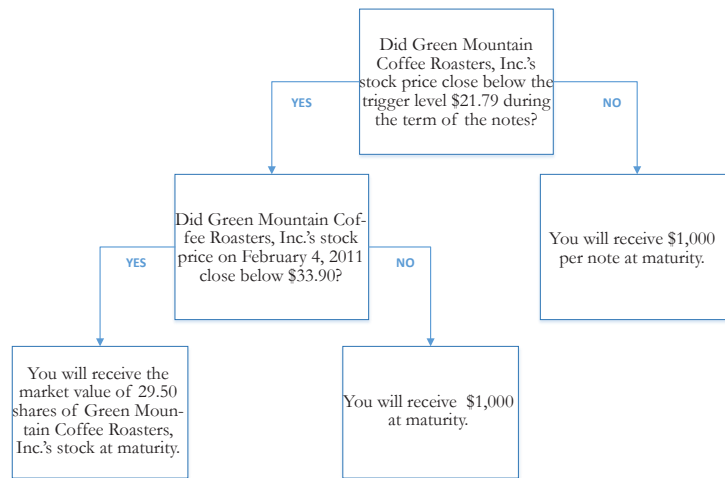 Did Green Mountain
Coffee Roasters, Inc.'s
stock price close below the
trigger level $21.79 during
the term of the notes?
YES
NO
Did Green Mountain Cof-
fee Roasters, Inc.'s stock
price on February 4, 2011
close below $33.90?
You will receive $1,000
per note at maturity.
YES
NO
You will receive the
market value of 29.50
shares of Green Moun-
tain Coffee Roasters,
Inc.'s stock at maturity.
You will receive $1,000
at maturity.